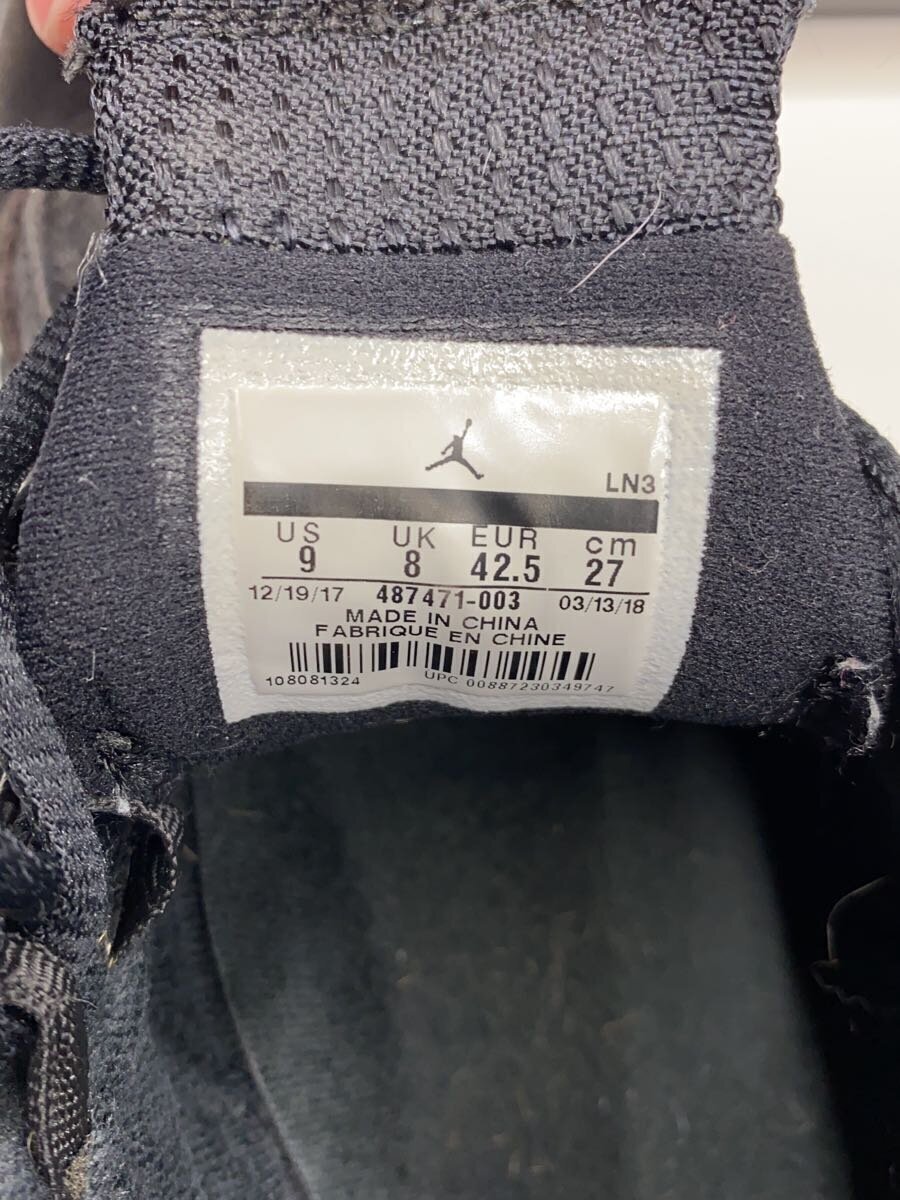 LN3
US UK EUR cm
9 8 42.5 27
12/19/17 487471-003 03/13/18
MADE IN CHINA
FABRIQUE EN CHINE
108081324 UPC 00887230349747